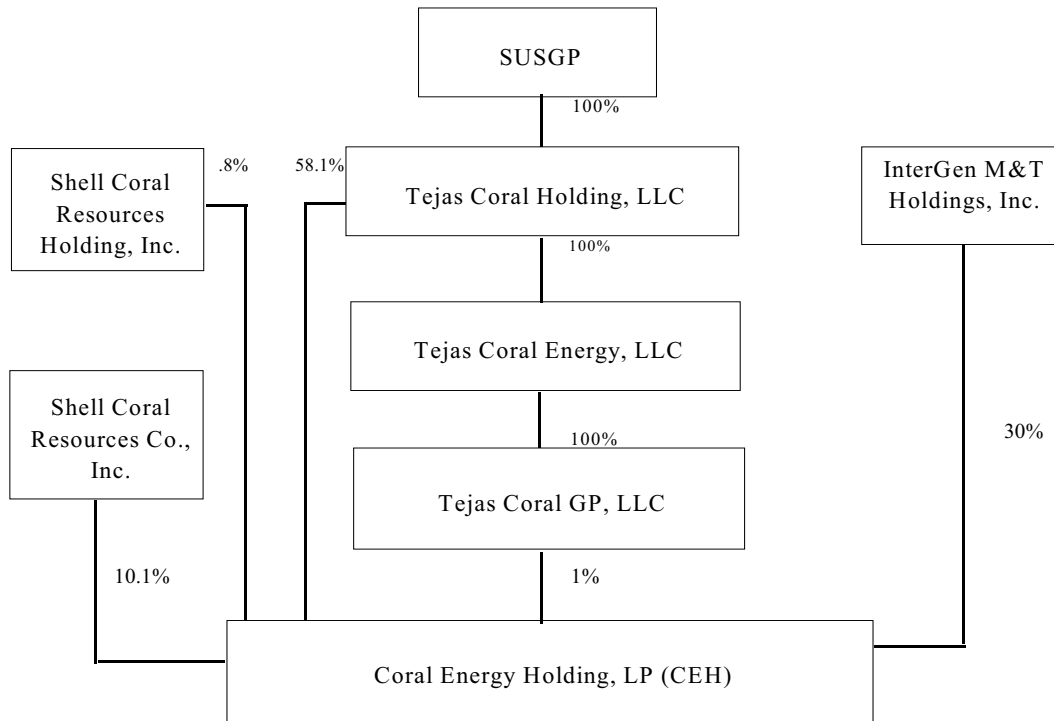 SUSGP
100%
.8%
58.1%
Shell Coral
Resources
Holding, Inc.
Tejas Coral Holding, LLC
InterGen M&T
Holdings, Inc.
100%
Tejas Coral Energy, LLC
Shell Coral
Resources Co.,
Inc.
100%
30%
Tejas Coral GP, LLC
10.1%
1%
Coral Energy Holding, LP (CEH)